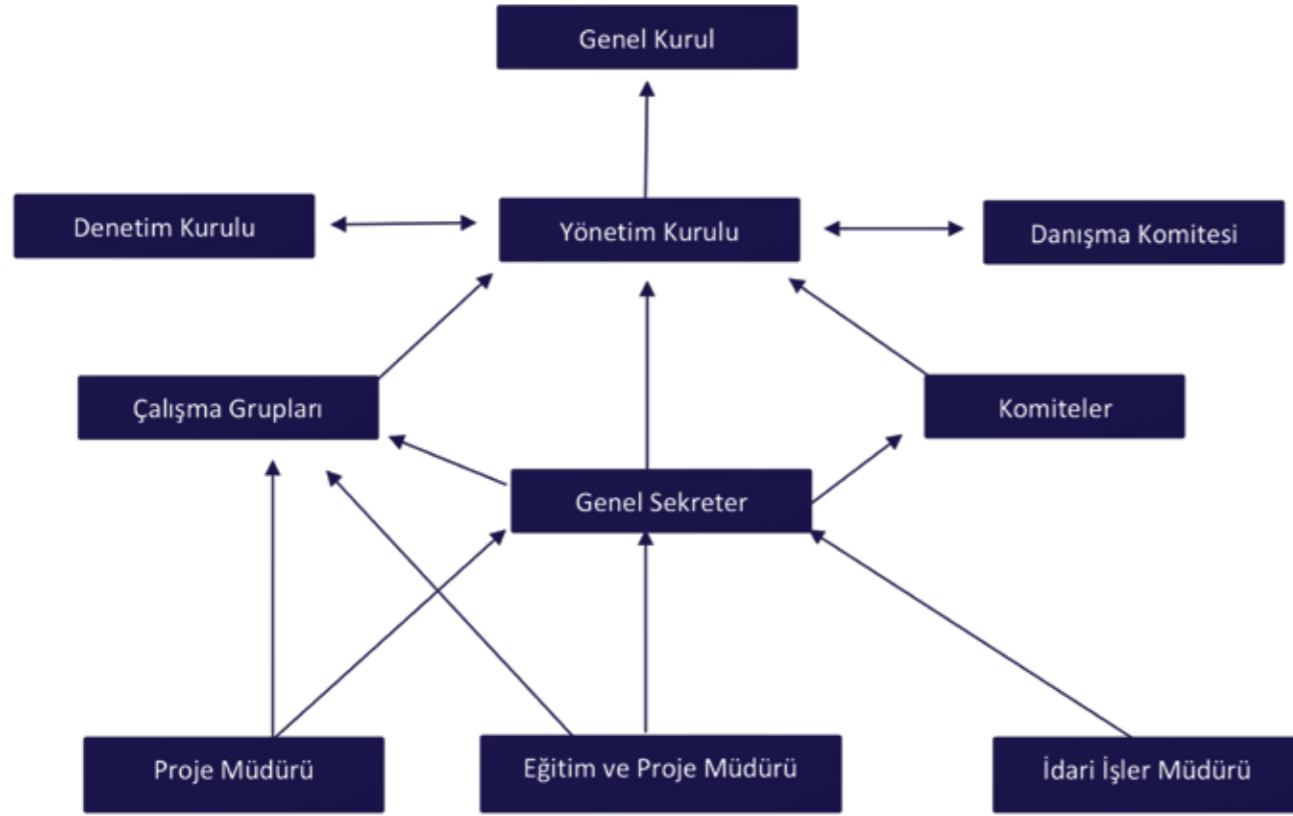 Genel Kurul
Denetim Kurulu
Yönetim Kurulu
Danışma Komitesi
Çalışma Grupları
Komiteler
Genel Sekreter
Proje Müdürü
Eğitim ve Proje Müdürü
İdari İşler Müdürü